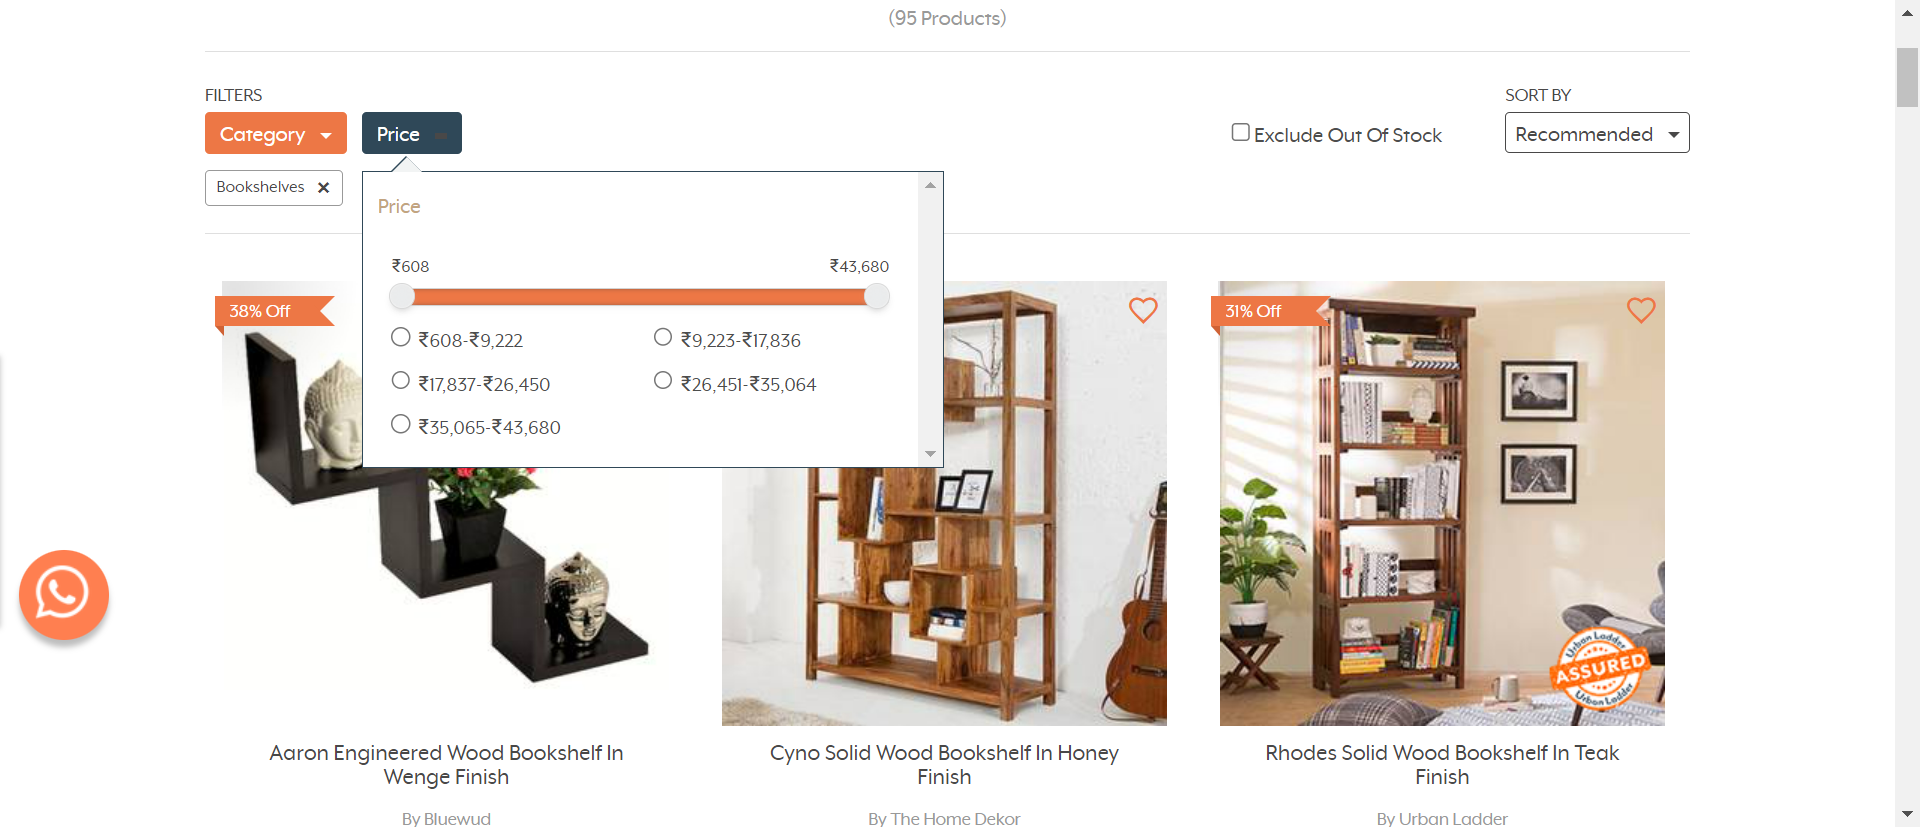 (95 Products)
FILTERS
SORT BY
Category
Price
Exclude Out Of Stock
Recommended
Bookshelves
Price
₹608
₹43,680
₹608-₹9,222
₹9,223-₹17,836
₹17,837-₹26,450
₹26,451-₹35,064
₹35,065-₹43,680
38% Off
31% Off
Urban Ladder
ASSURED
Urban Ladder
Aaron Engineered Wood Bookshelf In
Wenge Finish
By Bluewud
Cyno Solid Wood Bookshelf In Honey
Finish
By The Home Dekor
Rhodes Solid Wood Bookshelf In Teak
Finish
By Urban Ladder